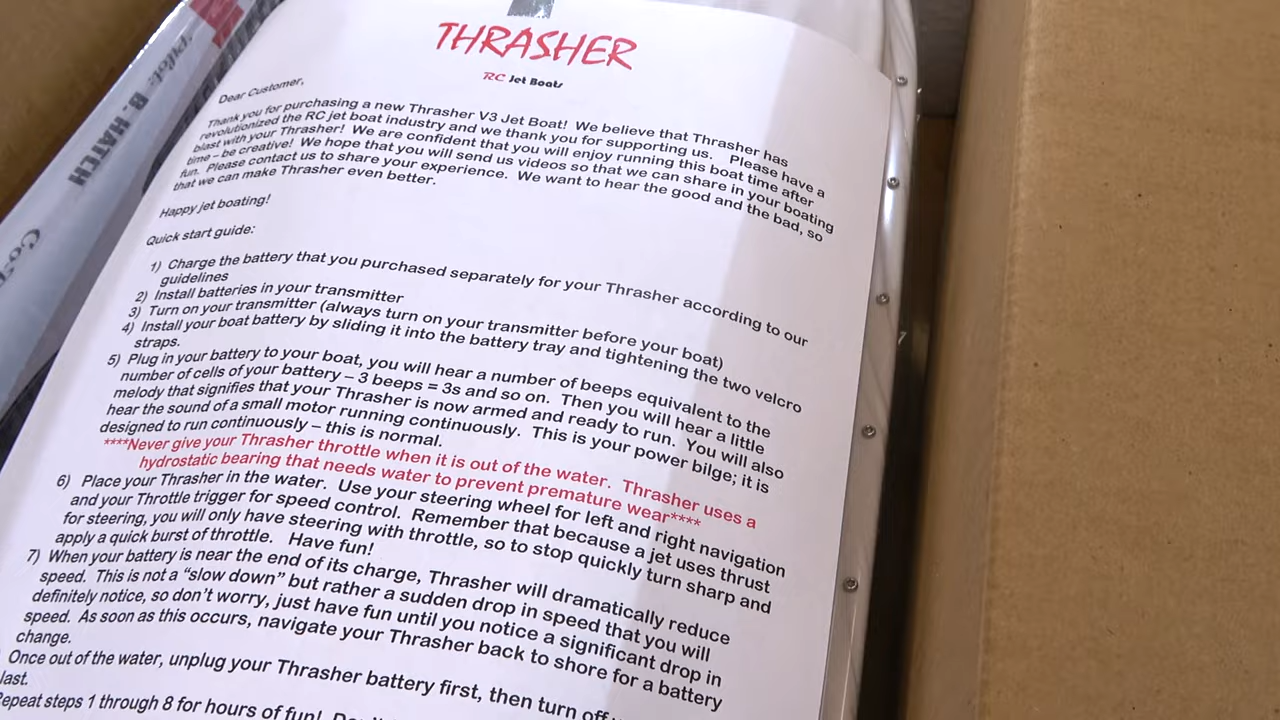 THRASHER
RC Jet Boats
Dear Customer,
Thank you for purchasing a new Thrasher V3 Jet Boat! We believe that Thrasher has
revolutionized the RC jet boat industry and we thank you for supporting us. Please have a
blast with your Thrasher! We are confident that you will enjoy running this boat time after
time – be creative! We hope that you will send us videos so that we can share in your boating
fun. Please contact us to share your experience. We want to hear the good and the bad, so
that we can make Thrasher even better.
Happy jet boating!
Quick start guide:
1) Charge the battery that you purchased separately for your Thrasher according to our
guidelines
2) Install batteries in your transmitter
3) Turn on your transmitter (always turn on your transmitter before your boat)
4) Install your boat battery by sliding it into the battery tray and tightening the two velcro
straps.
5) Plug in your battery to your boat, you will hear a number of beeps equivalent to the
number of cells of your battery – 3 beeps = 3s and so on. Then you will hear a little
melody that signifies that your Thrasher is now armed and ready to run. You will also
hear the sound of a small motor running continuously. This is your power bilge; it is
designed to run continuously – this is normal.
****Never give your Thrasher throttle when it is out of the water. Thrasher uses a
hydrostatic bearing that needs water to prevent premature wear****
6) Place your Thrasher in the water. Use your steering wheel for left and right navigation
and your Throttle trigger for speed control. Remember that because a jet uses thrust
for steering, you will only have steering with throttle, so to stop quickly turn sharp and
apply a quick burst of throttle. Have fun!
7) When your battery is near the end of its charge, Thrasher will dramatically reduce
speed. This is not a “slow down” but rather a sudden drop in speed that you will
definitely notice, so don't worry, just have fun until you notice a significant drop in
speed. As soon as this occurs, navigate your Thrasher back to shore for a battery
change.
Once out of the water, unplug your Thrasher battery first, then turn off
last.
Repeat steps 1 through 8 for hours of fun!
B. HATCH